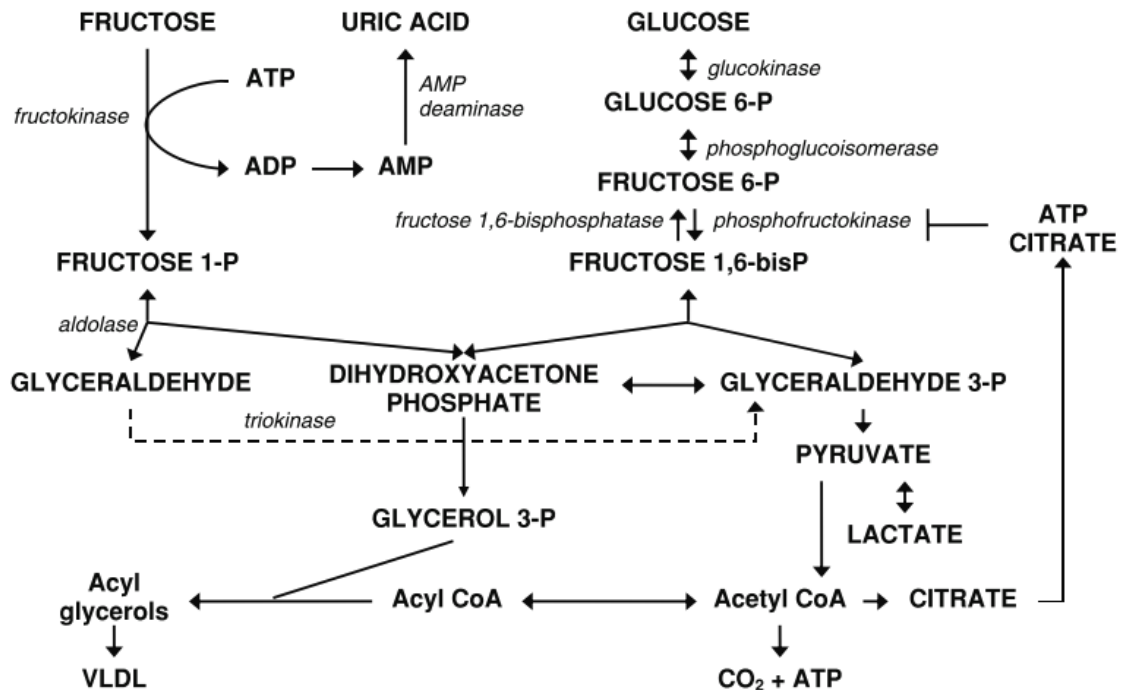 FRUCTOSE
URIC ACID
GLUCOSE
ATP
AMP
deaminase
glucokinase
fructokinase
GLUCOSE 6-P
phosphoglucoisomerase
ADP
AMP
FRUCTOSE 6-P
fructose 1,6-bisphosphatase
phosphofructokinase
ATP
CITRATE
FRUCTOSE 1-P
FRUCTOSE 1,6-bisP
aldolase
GLYCERALDEHYDE
DIHYDROXYACETONE
PHOSPHATE
GLYCERALDEHYDE 3-P
triokinase
PYRUVATE
GLYCEROL 3-P
LACTATE
Acyl
glycerols
Acyl CoA
Acetyl CoA
CITRATE
VLDL
CO₂ + ATP